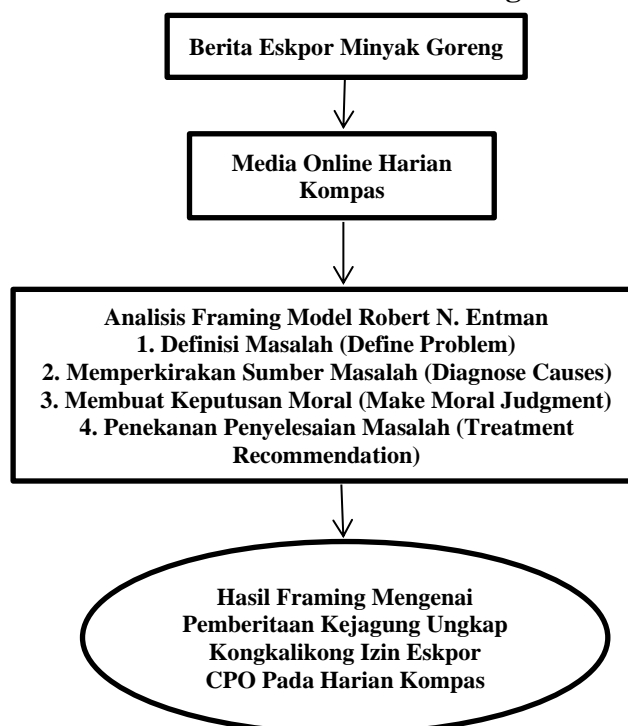 Berita Eskpor Minyak Goreng
Media Online Harian
Kompas
Analisis Framing Model Robert N. Entman
1. Definisi Masalah (Define Problem)
2. Memperkirakan Sumber Masalah (Diagnose Causes)
3. Membuat Keputusan Moral (Make Moral Judgment)
4. Penekanan Penyelesaian Masalah (Treatment
Recommendation)
Hasil Framing Mengenai
Pemberitaan Kejagung Ungkap
Kongkalikong Izin Eskpor
CPO Pada Harian Kompas